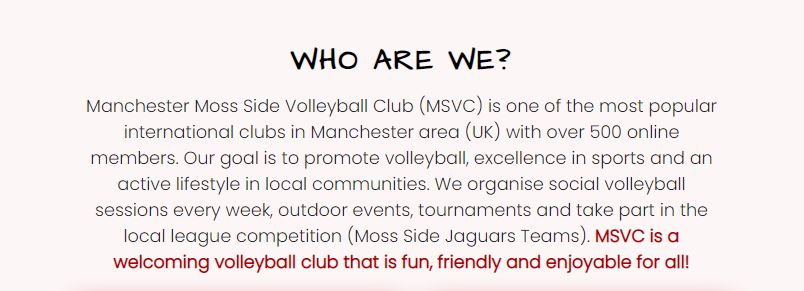 WHO ARE WE?
Manchester Moss Side Volleyball Club (MSVC) is one of the most popular
international clubs in Manchester area (UK) with over 500 online
members. Our goal is to promote volleyball, excellence in sports and an
active lifestyle in local communities. We organise social volleyball
sessions every week, outdoor events, tournaments and take part in the
local league competition (Moss Side Jaguars Teams). MSVC is a
welcoming volleyball club that is fun, friendly and enjoyable for all!